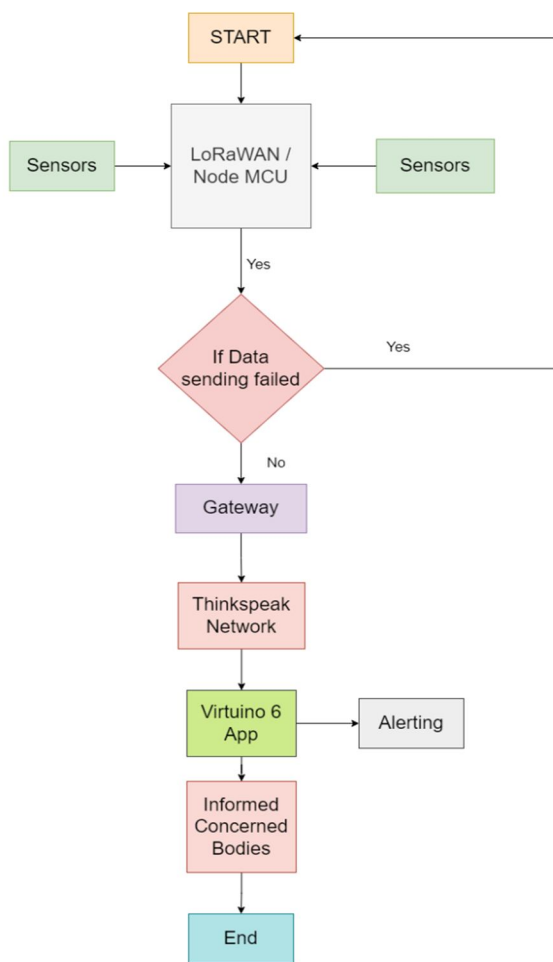 START
LoRaWAN /
Node MCU
Sensors
Sensors
Yes
If Data
sending failed
Yes
No
Gateway
Thinkspeak
Network
Virtuino 6
App
Alerting
Informed
Concerned
Bodies
End